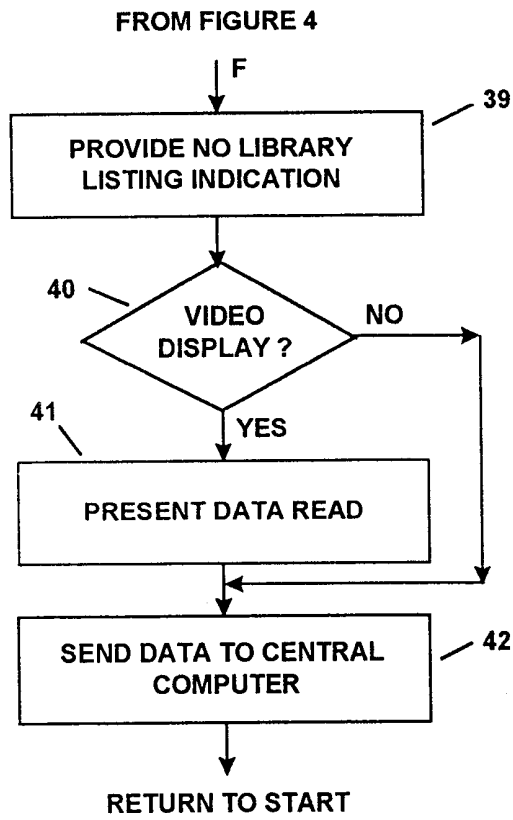 FROM FIGURE 4
F
39
PROVIDE NO LIBRARY
LISTING INDICATION
40
VIDEO
DISPLAY ?
NO
41
YES
PRESENT DATA READ
SEND DATA TO CENTRAL
COMPUTER
42
RETURN TO START